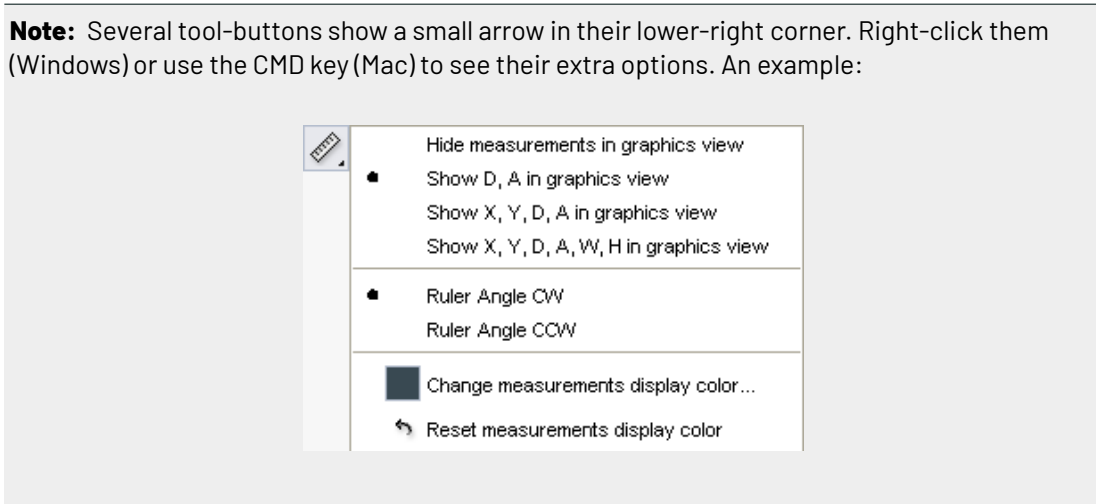 Note: Several tool-buttons show a small arrow in their lower-right corner. Right-click them
(Windows) or use the CMD key (Mac) to see their extra options. An example:
Hide measurements in graphics view
Show D, A in graphics view
Show X, Y, D, A in graphics view
Show X, Y, D, A, W, H in graphics view
Ruler Angle CW
Ruler Angle CCW
Change measurements display color...
Reset measurements display color